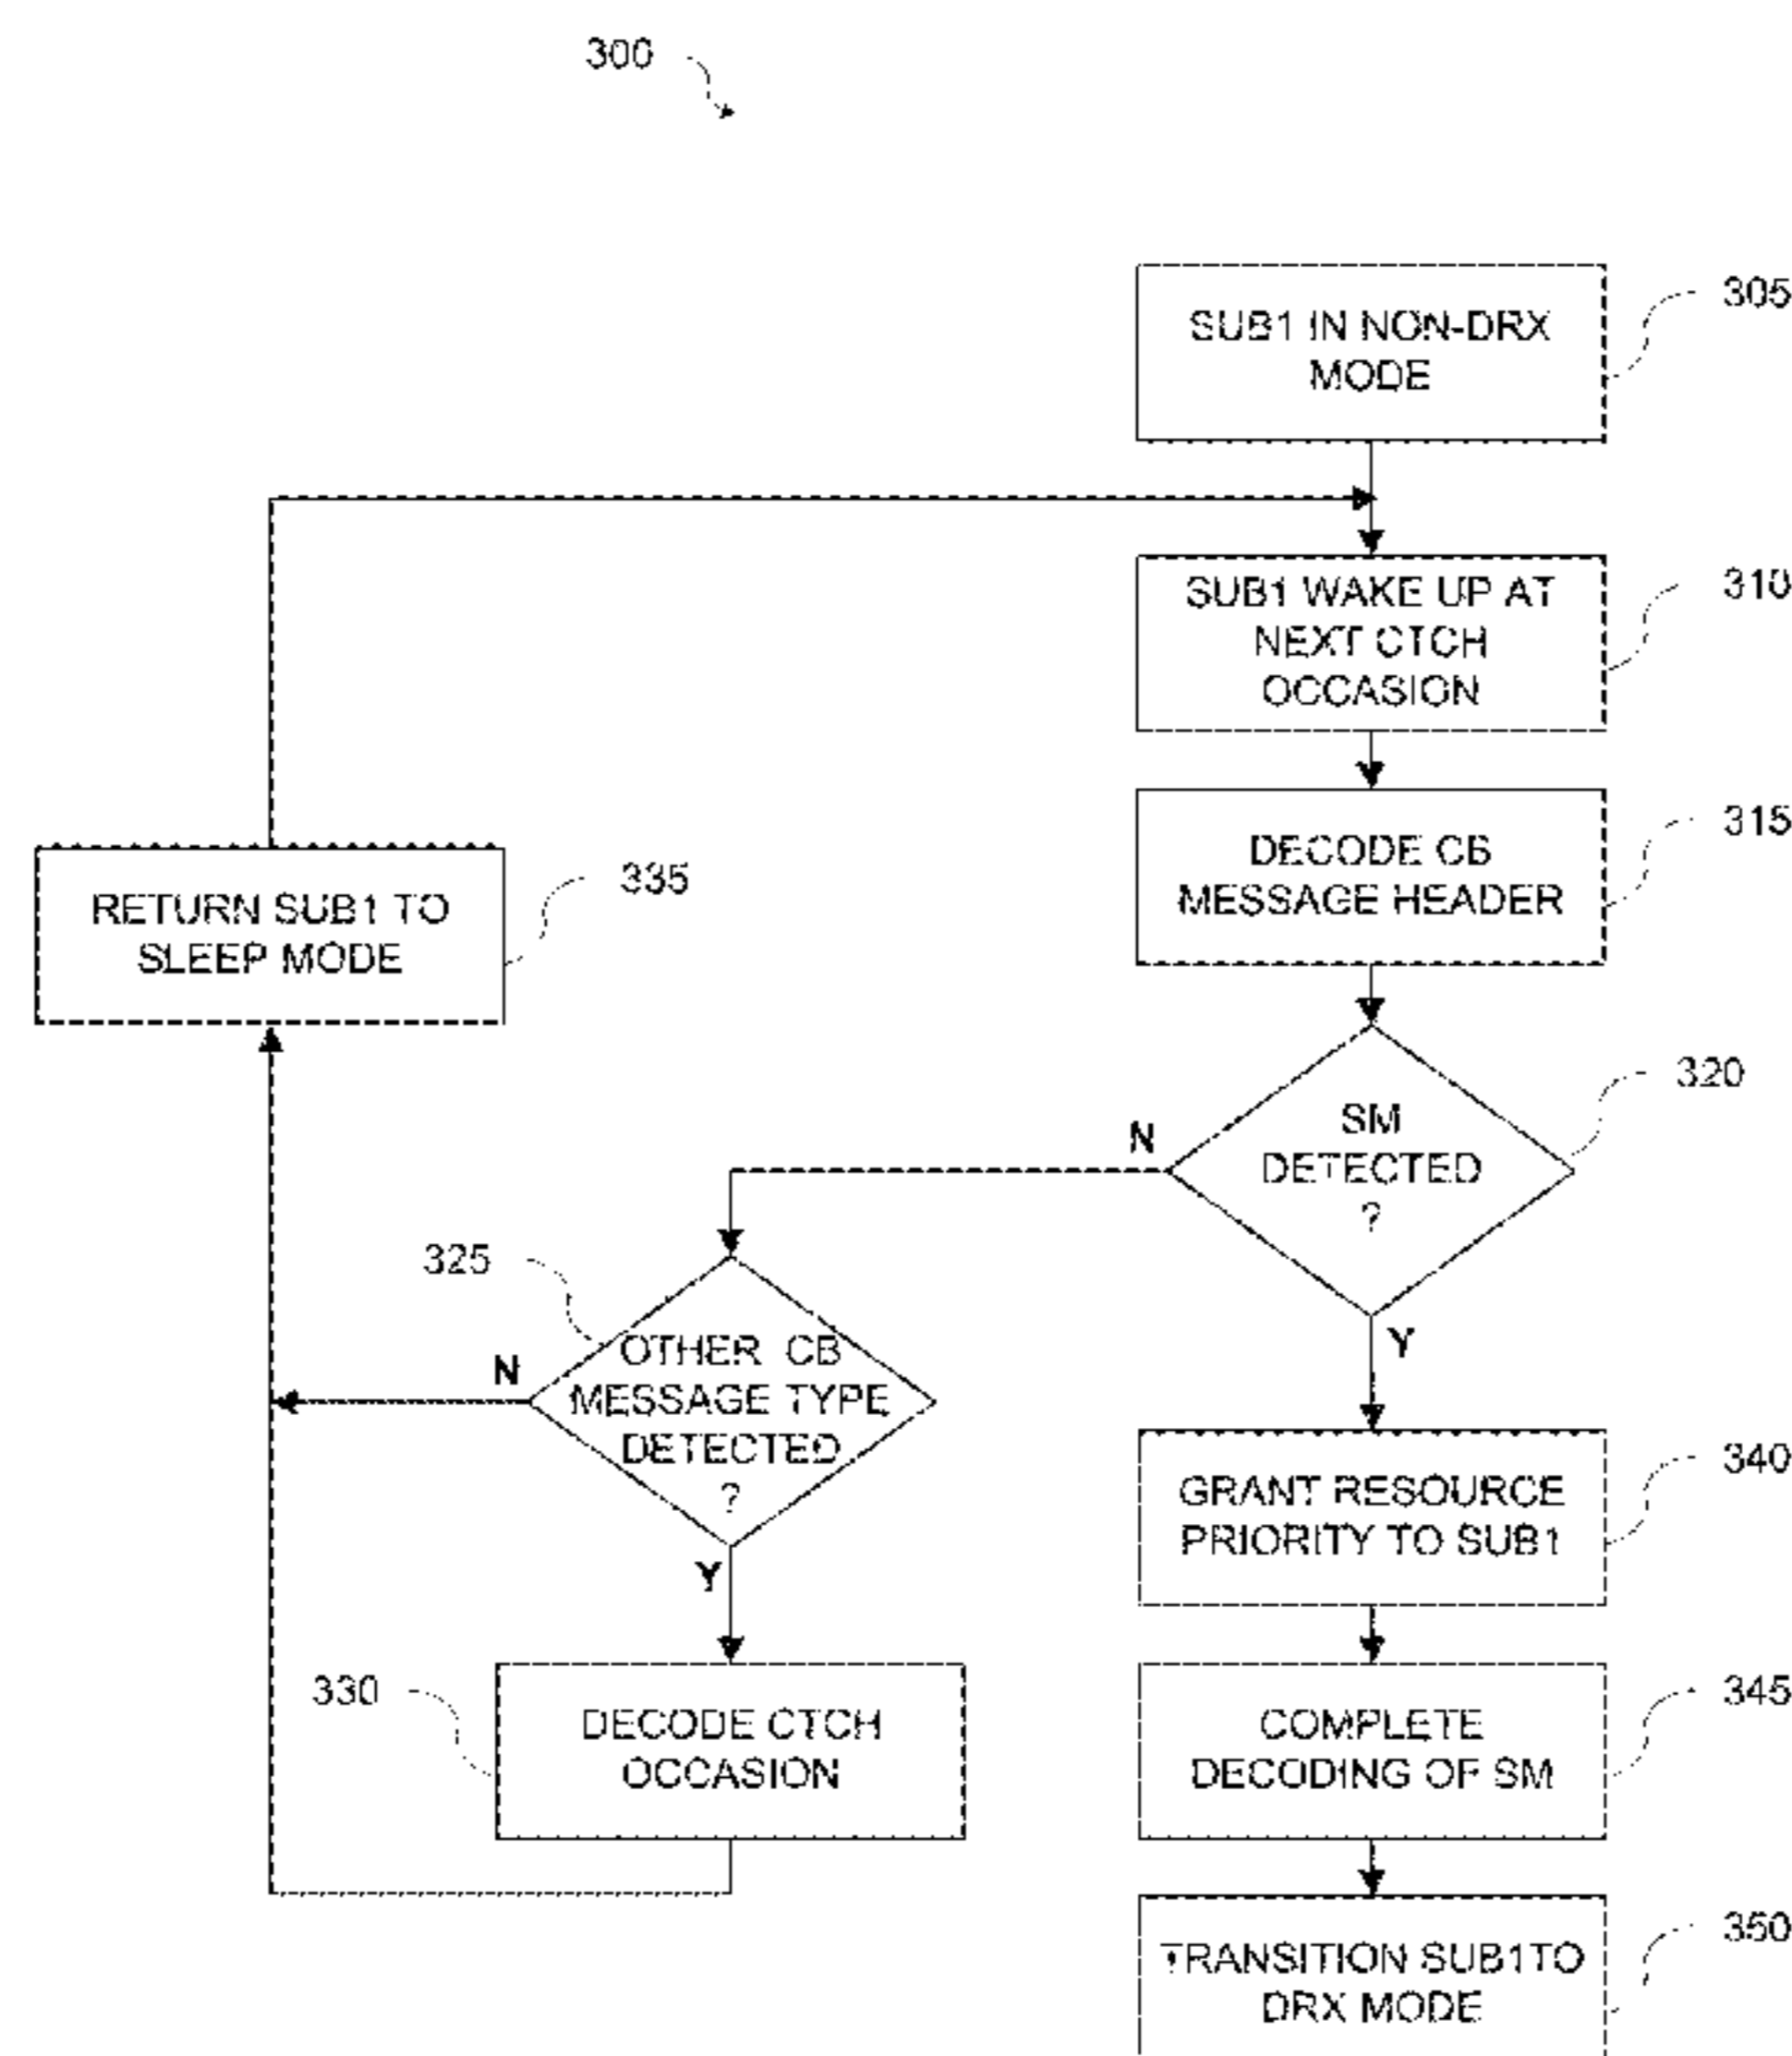 300
SUB1 IN NON-DRX
MODE
305
SUB1 WAKE UP AT
NEXT CTCH
OCCASION
310
DECODE CB
MESSAGE HEADER
315
RETURN SUB1 TO
SLEEP MODE
335
SM
DETECTED
?
320
N
Y
325
OTHER CB
MESSAGE TYPE
DETECTED
?
N
Y
GRANT RESOURCE
PRIORITY TO SUB1
340
330
DECODE CTCH
OCCASION
COMPLETE
DECODING OF SM
345
TRANSITION SUB1TO
DRX MODE
350